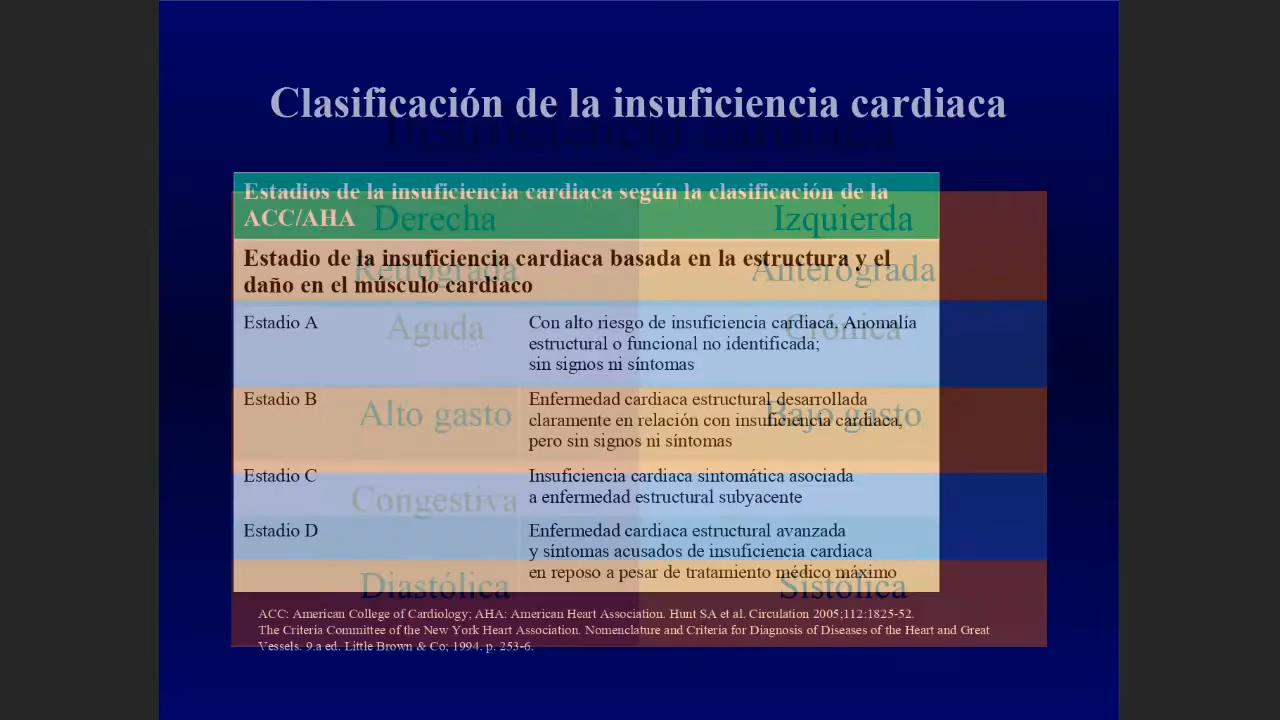 Clasificación de la insuficiencia cardiaca
Insuficiencia cardiaca
Estadios de la insuficiencia cardiaca según la clasificación de la
ACC/AHA
Derecha Izquierda
Estadio de la insuficiencia cardiaca basada en la estructura y el
daño en el músculo cardiaco
Retrógrada Anterógrada
Estadio A Con alto riesgo de insuficiencia cardiaca. Anomalía
estructural o funcional no identificada;
sin signos ni síntomas
Aguda Crónica
Estadio B Enfermedad cardiaca estructural desarrollada
claramente en relación con insuficiencia cardiaca,
pero sin signos ni síntomas
Alto gasto Bajo gasto
Estadio C Insuficiencia cardiaca sintomática asociada
a enfermedad estructural subyacente
Congestiva
Estadio D Enfermedad cardiaca estructural avanzada
y síntomas acusados de insuficiencia cardiaca
en reposo a pesar de tratamiento médico máximo
Diastólica Sistólica
ACC: American College of Cardiology; AHA: American Heart Association. Hunt SA et al. Circulation 2005;112:1825-52.
The Criteria Committee of the New York Heart Association. Nomenclature and Criteria for Diagnosis of Diseases of the Heart and Great
Vessels. 9.a ed. Little Brown & Co; 1994. p. 253-6.